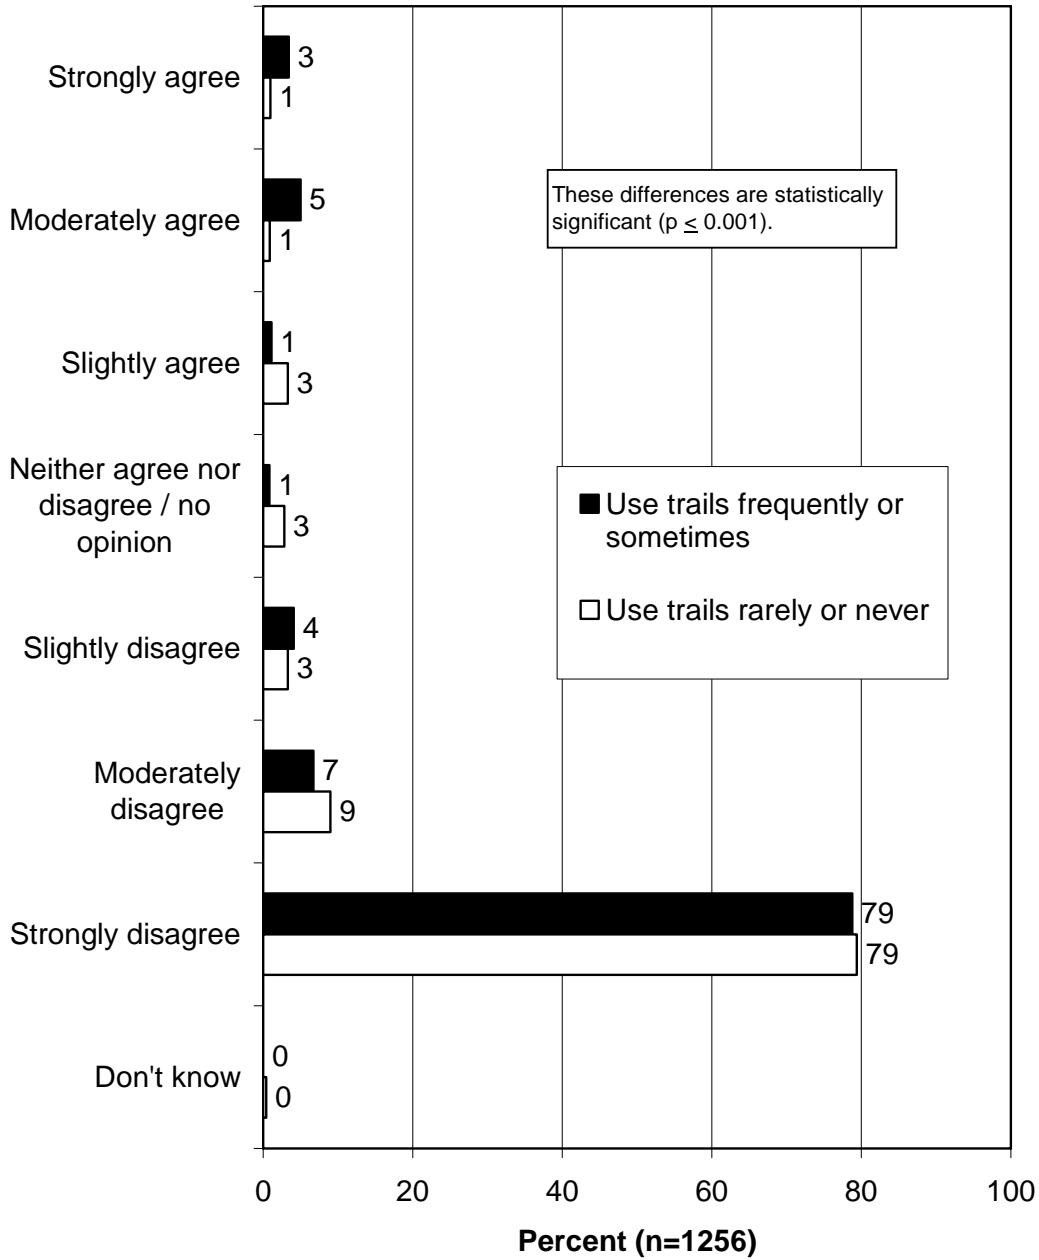 Strongly agree
3
1
Moderately agree
5
1
These differences are statistically
significant (p ≤ 0.001).
Slightly agree
1
3
Neither agree nor
disagree / no
opinion
1
3
Use trails frequently or
sometimes
Use trails rarely or never
Slightly disagree
4
3
Moderately
disagree
7
9
Strongly disagree
79
79
Don't know
0
0
0 20 40 60 80 100
Percent (n=1256)